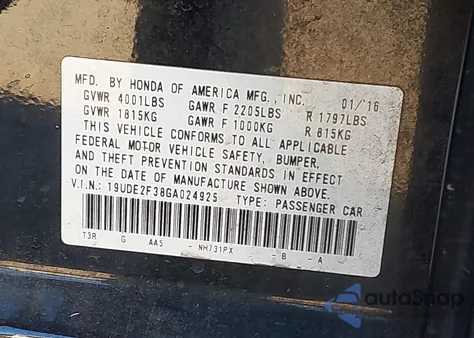 MFD. BY HONDA OF AMERICA MFG., INC. 01/'16
GVWR 4001LBS GAWR F 2205LBS R 1797LBS
GVWR 1815KG GAWR F 1000KG R 815KG
THIS VEHICLE CONFORMS TO ALL APPLICABLE
FEDERAL MOTOR VEHICLE SAFETY, BUMPER,
AND THEFT PREVENTION STANDARDS IN EFFECT
ON THE DATE OF MANUFACTURE SHOWN ABOVE.
V.I.N. 19UDE2F38GA024925 TYPE: PASSENGER CAR
T3R G AA5 - NH731PX - B - A
autoSnap